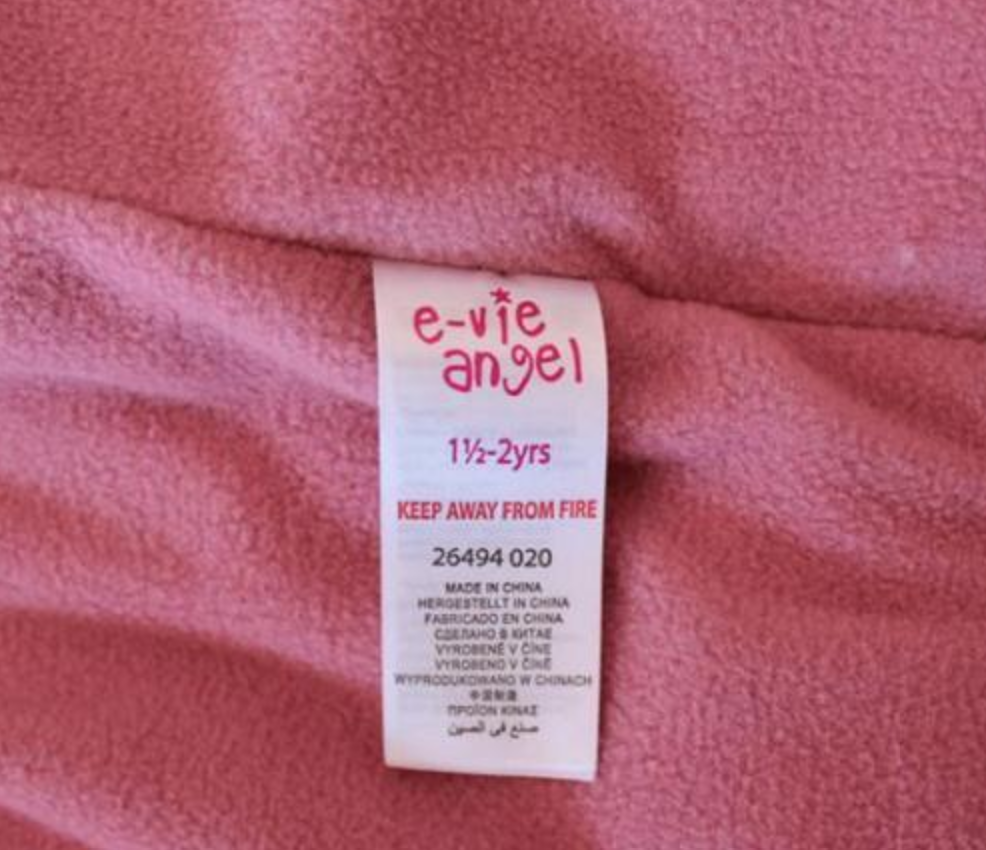 e-vie
angel
1½-2yrs
KEEP AWAY FROM FIRE
26494 020
MADE IN CHINA
HERGESTELLT IN CHINA
FABRICADO EN CHINA
СДЕЛАНО В КИТАЕ
VYROBENÉ V ČÍNE
VYROBENO V ČÍNĚ
WYPRODUKOWANO W CHINACH
中国制造
ΠΡΟΪΟΝ ΚΙΝΑΣ
صنع في الصين